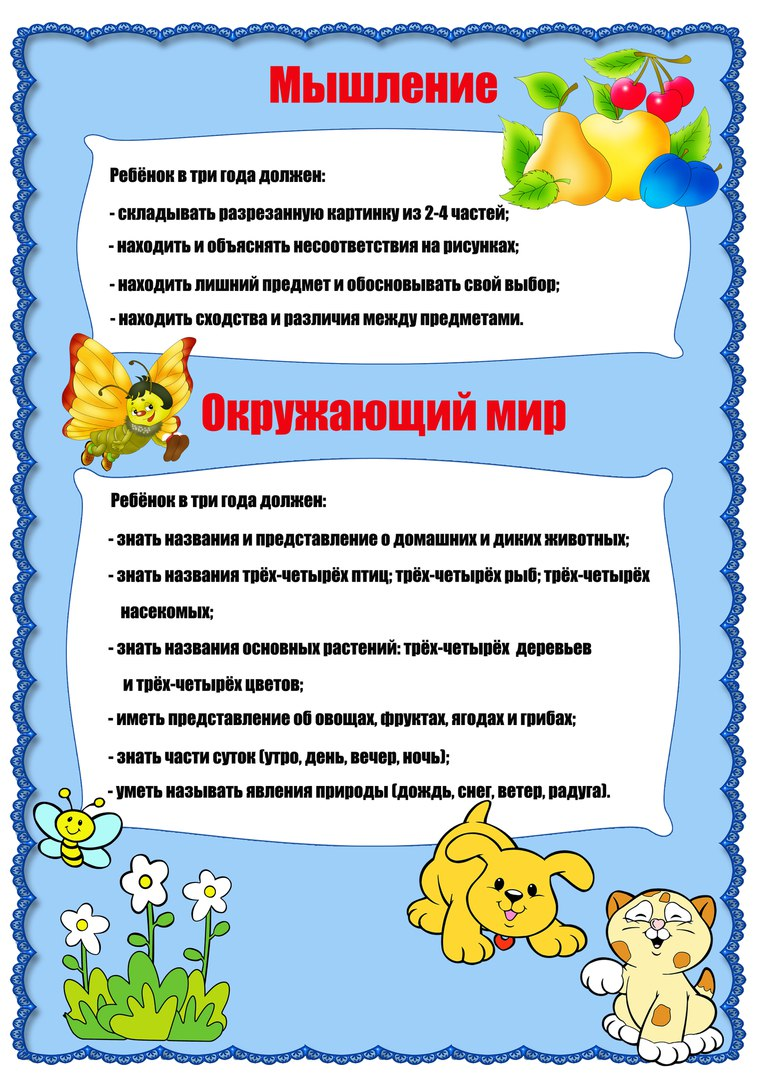 Мышление
Ребёнок в три года должен:
- складывать разрезанную картинку из 2-4 частей;
- находить и объяснять несоответствия на рисунках;
- находить лишний предмет и обосновывать свой выбор;
- находить сходства и различия между предметами.
Окружающий мир
Ребёнок в три года должен:
- знать названия и представление о домашних и диких животных;
- знать названия трёх-четырёх птиц; трёх-четырёх рыб; трёх-четырёх
насекомых;
- знать названия основных растений: трёх-четырёх деревьев
и трёх-четырёх цветов;
- иметь представление об овощах, фруктах, ягодах и грибах;
- знать части суток (утро, день, вечер, ночь);
- уметь называть явления природы (дождь, снег, ветер, радуга).